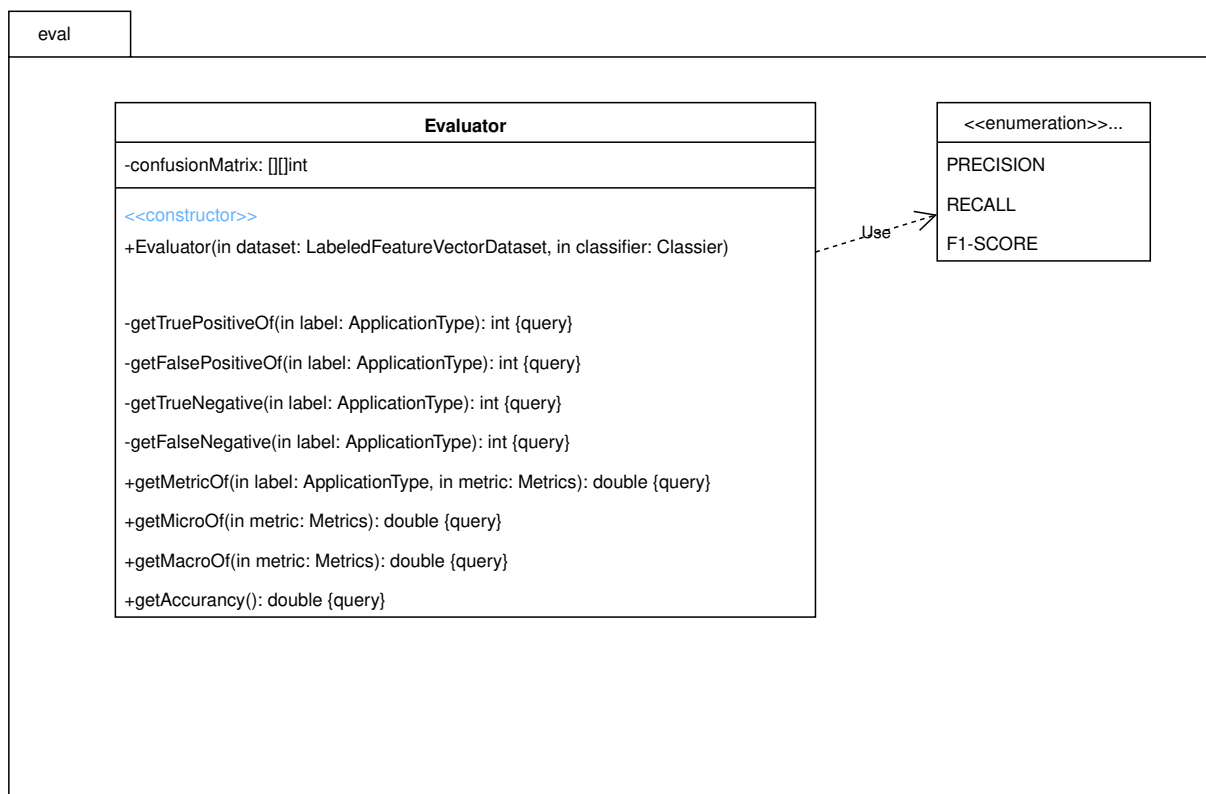 eval
Evaluator
-confusionMatrix: [][]int
<<constructor>>
+Evaluator(in dataset: LabeledFeatureVectorDataset, in classifier: Classier)
-getTruePositiveOf(in label: ApplicationType): int {query}
-getFalsePositiveOf(in label: ApplicationType): int {query}
-getTrueNegative(in label: ApplicationType): int {query}
-getFalseNegative(in label: ApplicationType): int {query}
+getMetricOf(in label: ApplicationType, in metric: Metrics): double {query}
+getMicroOf(in metric: Metrics): double {query}
+getMacroOf(in metric: Metrics): double {query}
+getAccurancy(): double {query}
Use
<<enumeration>>...
PRECISION
RECALL
F1-SCORE